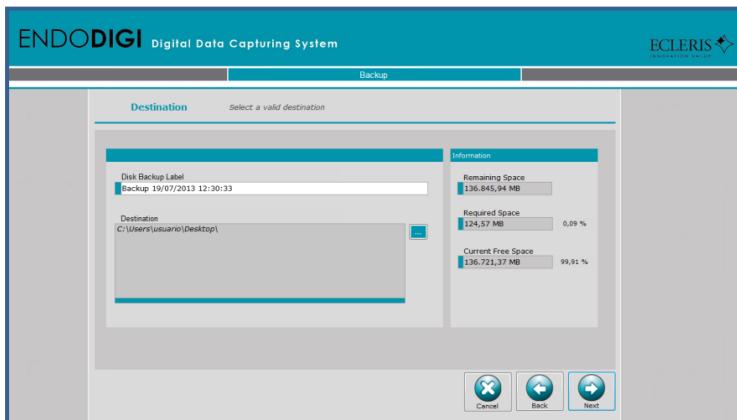 ENDODIGI Digital Data Capturing System
ECLERIS
INNOVATION VALUE
Backup
Destination Select a valid destination
Disk Backup Label
Backup 19/07/2013 12:30:33
Destination
C:\Users\usuario\Desktop\
...
Information
Remaining Space
136.845,94 MB
Required Space
124,57 MB 0,09 %
Current Free Space
136.721,37 MB 99,91 %
Cancel Back Next